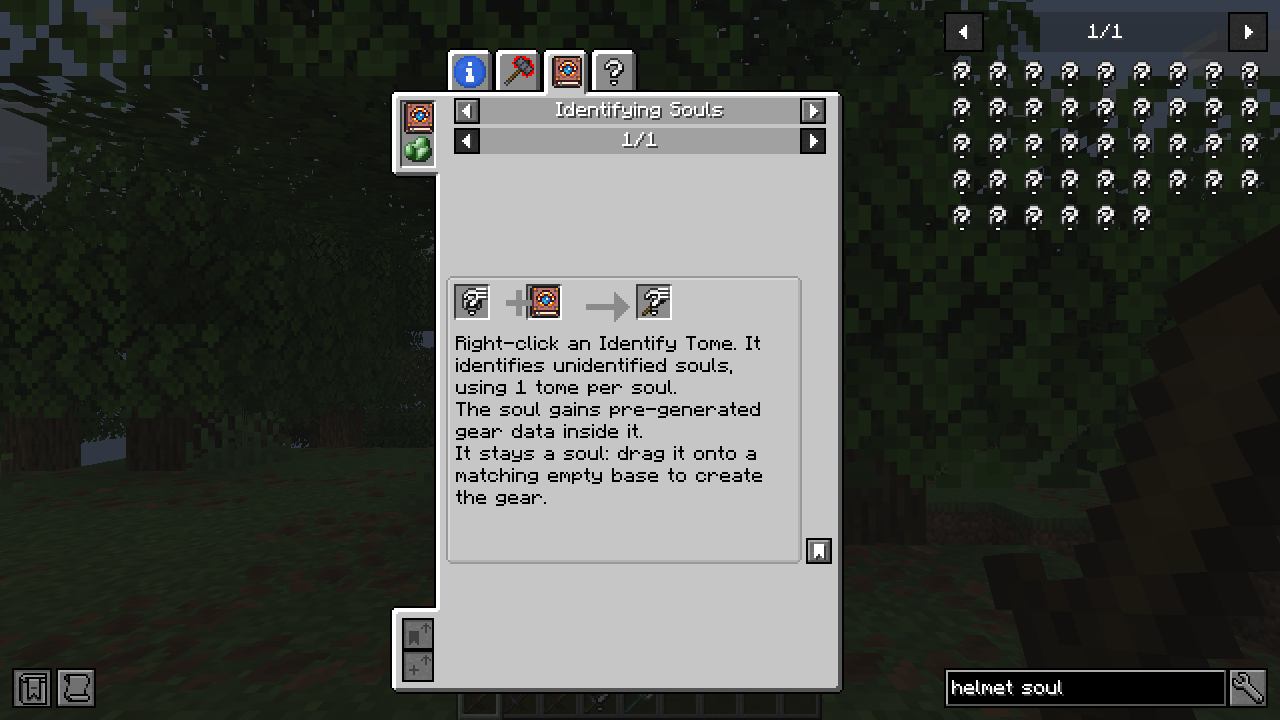 1/1
Identifying Souls
1/1
Right-click an Identify Tome. It
identifies unidentified souls,
using 1 tome per soul.
The soul gains pre-generated
gear data inside it.
It stays a soul: drag it onto a
matching empty base to create
the gear.
helmet soul